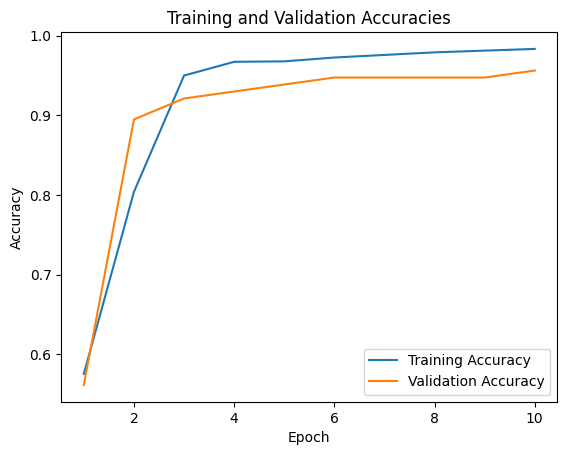 Training and Validation Accuracies
1.0
0.9
0.8
0.7
0.6
Accuracy
2
4
6
8
10
Epoch
Training Accuracy
Validation Accuracy